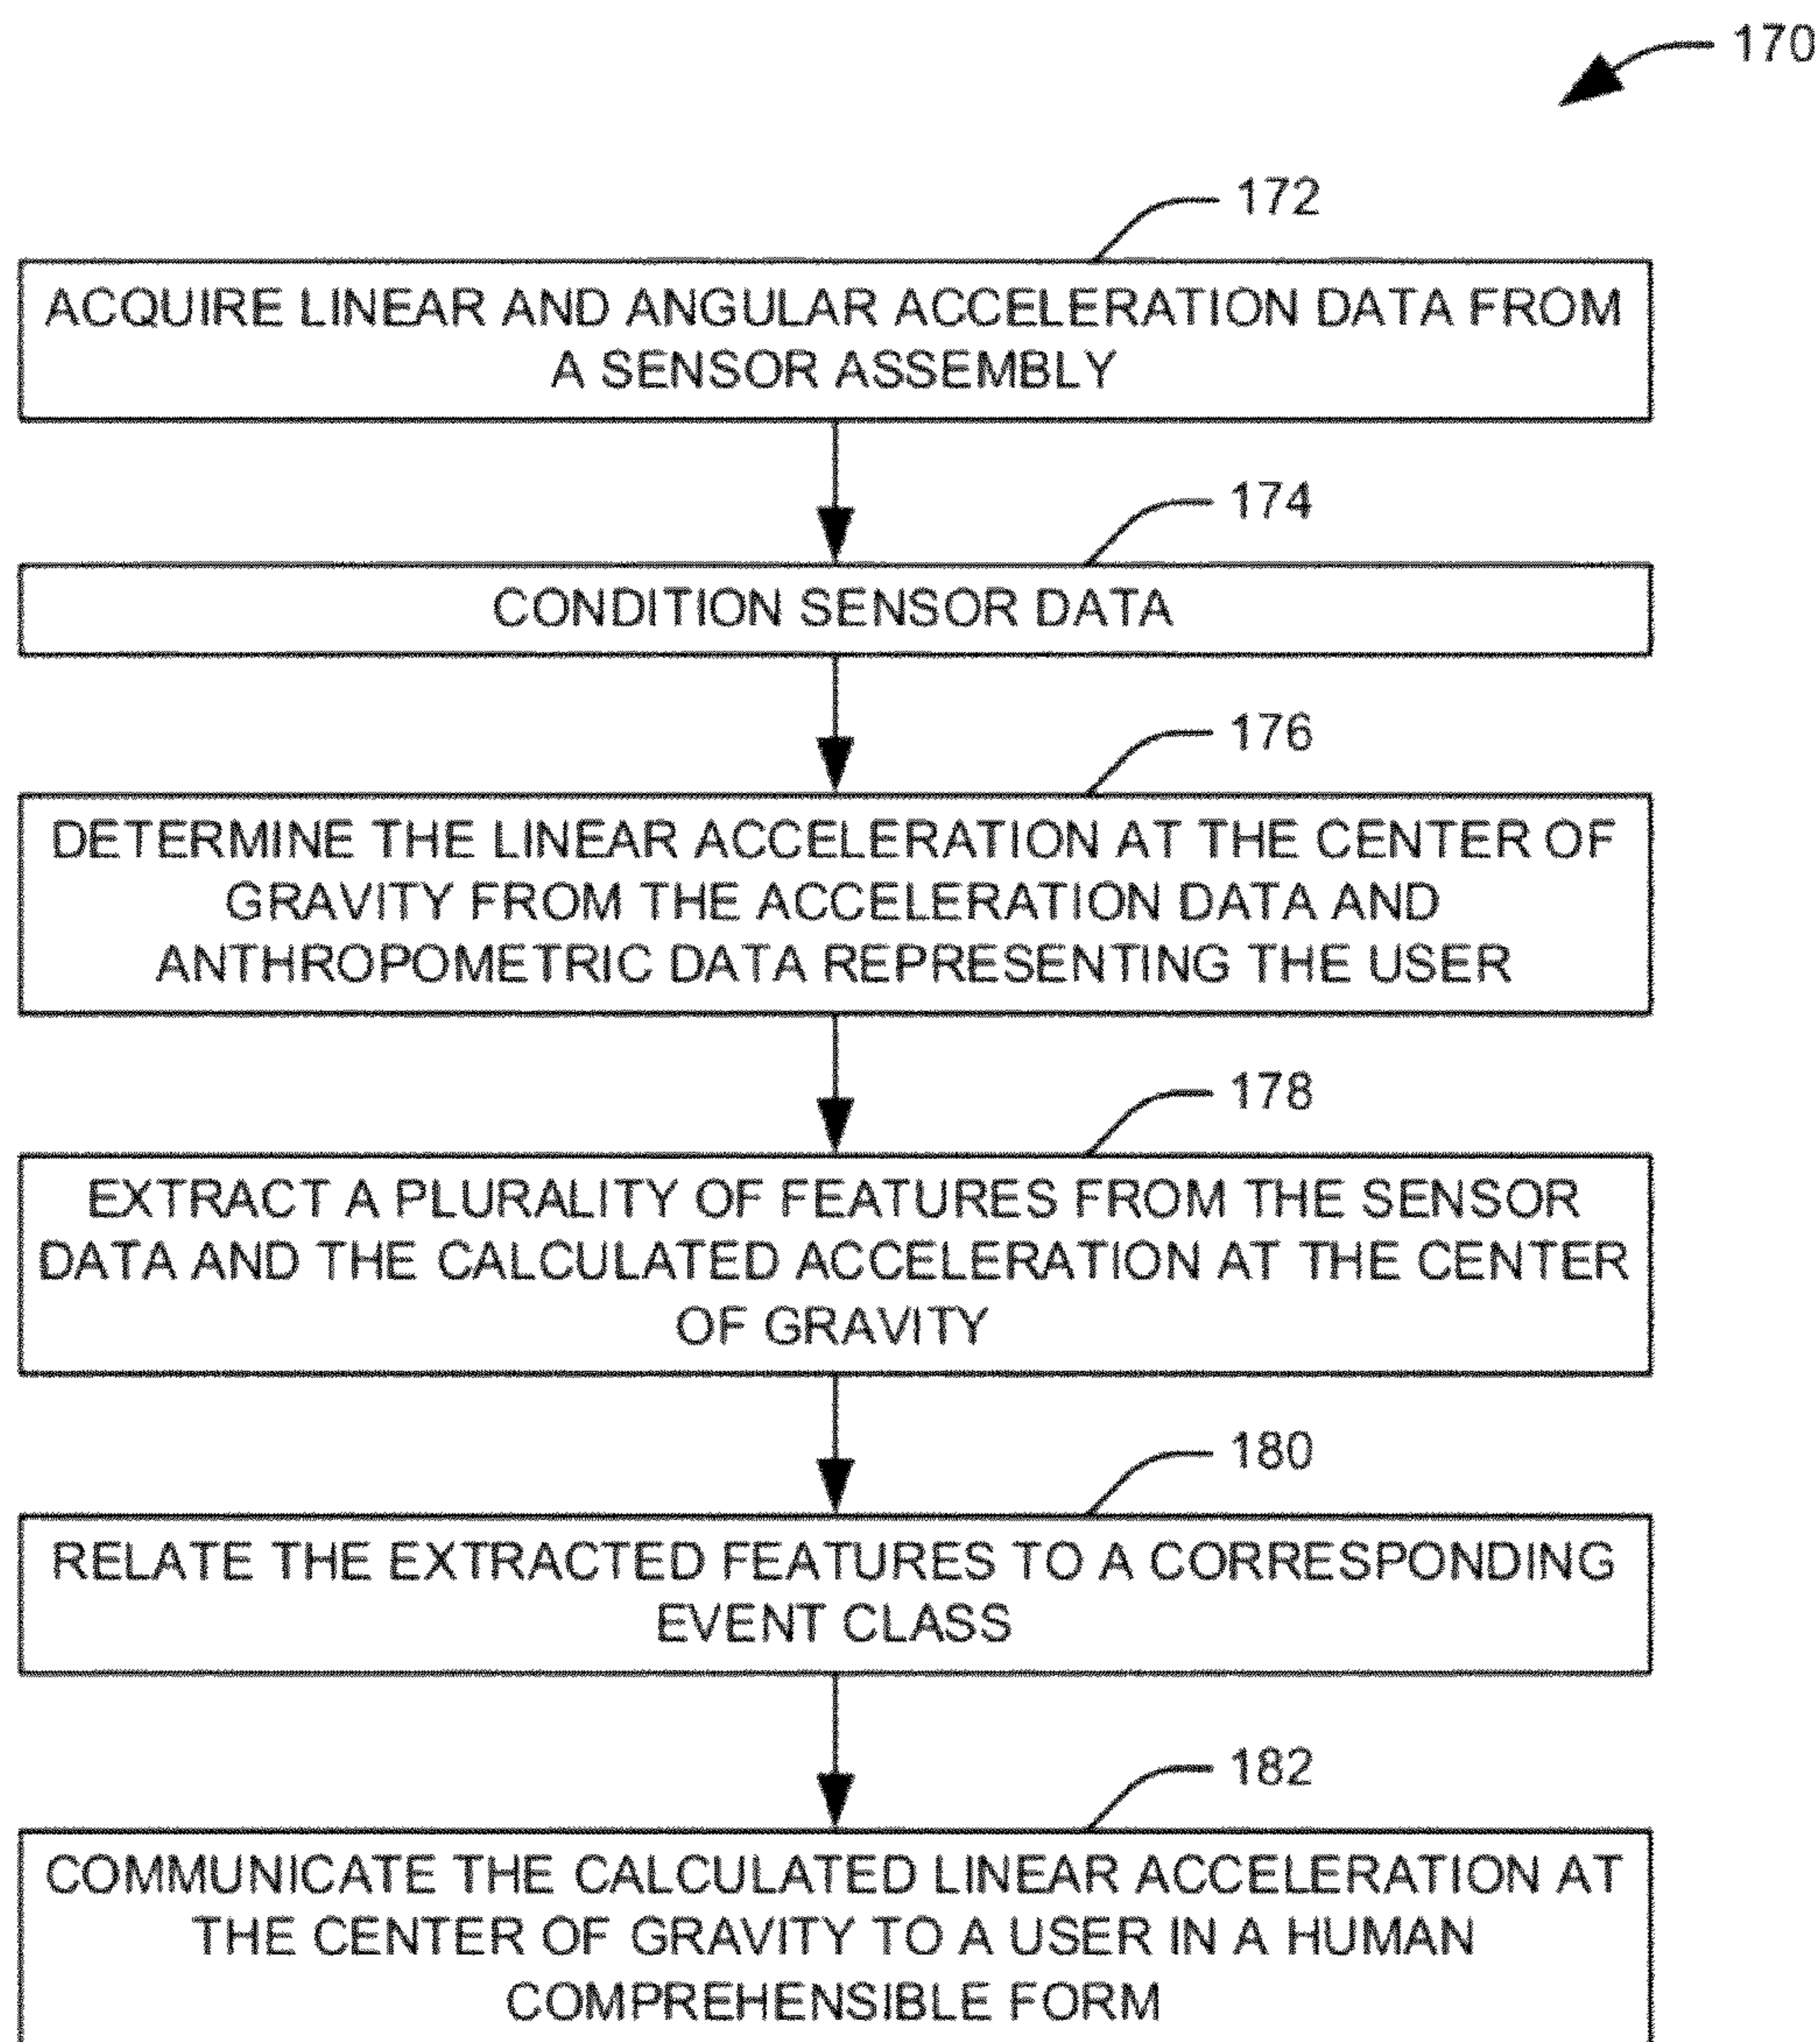 170
172
ACQUIRE LINEAR AND ANGULAR ACCELERATION DATA FROM
A SENSOR ASSEMBLY
174
CONDITION SENSOR DATA
176
DETERMINE THE LINEAR ACCELERATION AT THE CENTER OF
GRAVITY FROM THE ACCELERATION DATA AND
ANTHROPOMETRIC DATA REPRESENTING THE USER
178
EXTRACT A PLURALITY OF FEATURES FROM THE SENSOR
DATA AND THE CALCULATED ACCELERATION AT THE CENTER
OF GRAVITY
180
RELATE THE EXTRACTED FEATURES TO A CORRESPONDING
EVENT CLASS
182
COMMUNICATE THE CALCULATED LINEAR ACCELERATION AT
THE CENTER OF GRAVITY TO A USER IN A HUMAN
COMPREHENSIBLE FORM